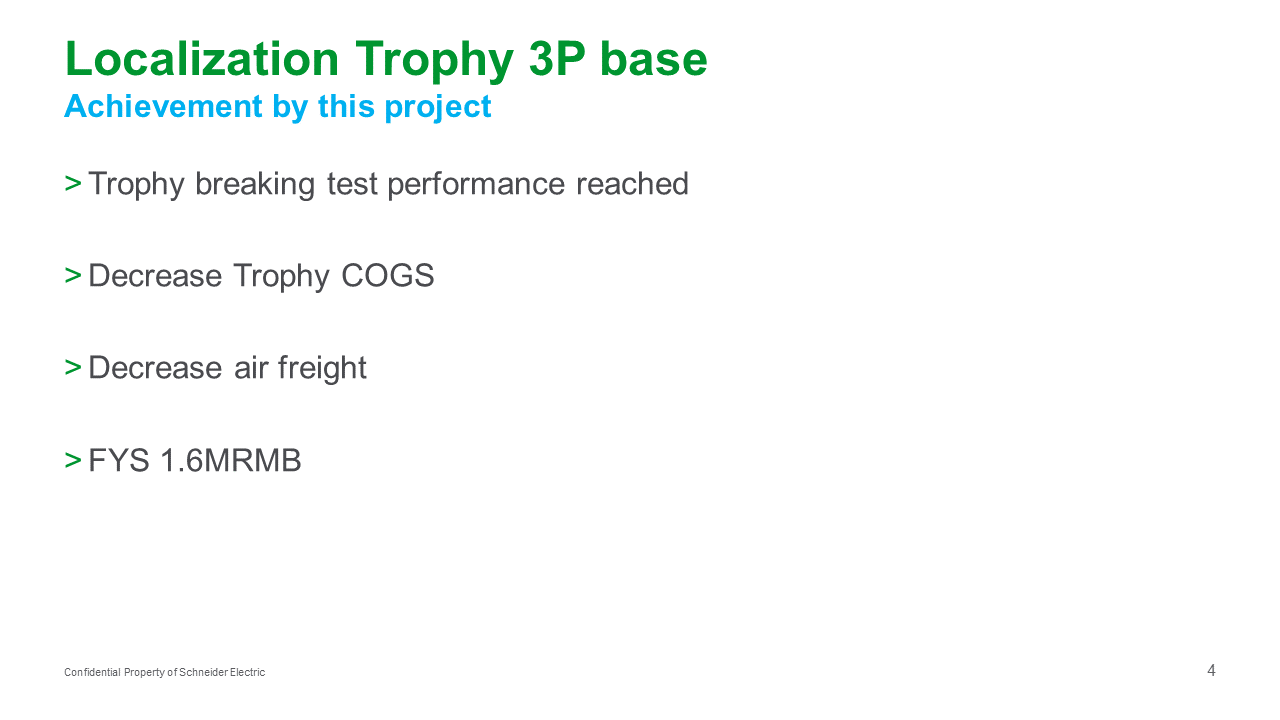 Localization Trophy 3P base
Achievement by this project
> Trophy breaking test performance reached
> Decrease Trophy COGS
> Decrease air freight
> FYS 1.6MRMB
Confidential Property of Schneider Electric
4